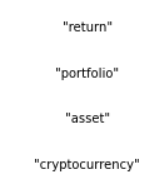 "return"
"portfolio"
"asset"
"cryptocurrency"